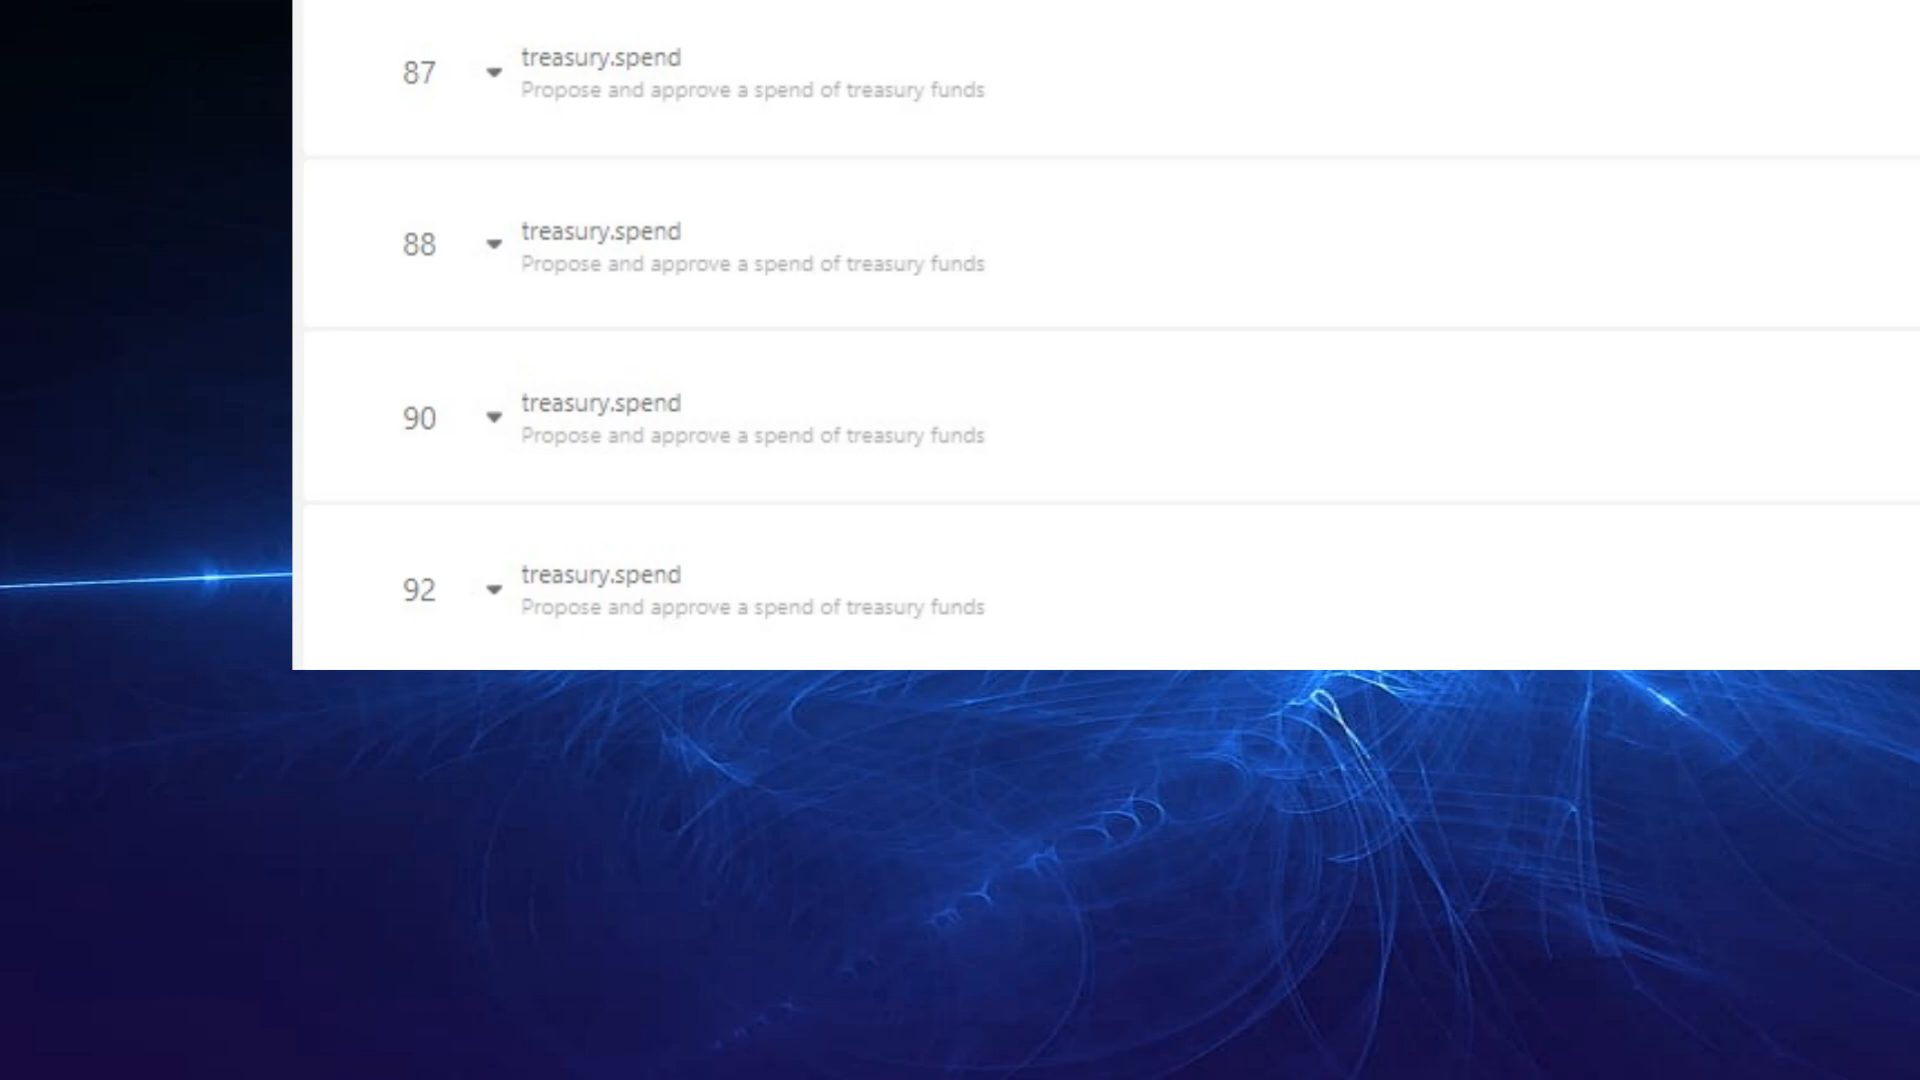 87
treasury.spend
Propose and approve a spend of treasury funds
88
treasury.spend
Propose and approve a spend of treasury funds
90
treasury.spend
Propose and approve a spend of treasury funds
92
treasury.spend
Propose and approve a spend of treasury funds